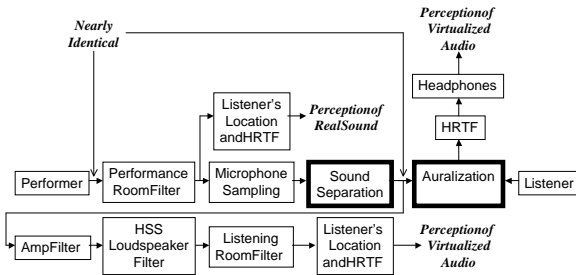 Nearly
Identical
Perceptionof
Virtualized
Audio
Headphones
HRTF
Listener's
Location
andHRTF
Perceptionof
RealSound
Performer
Performance
RoomFilter
Microphone
Sampling
Sound
Separation
Auralization
Listener
AmpFilter
HSS
Loudspeaker
Filter
Listening
RoomFilter
Listener's
Location
andHRTF
Perceptionof
Virtualized
Audio